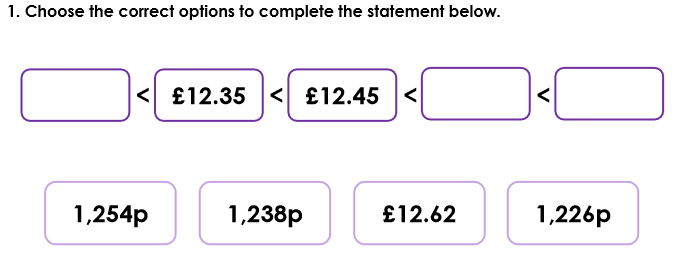 1. Choose the correct options to complete the statement below.
< £12.35 < £12.45 < <
1,254p 1,238p £12.62 1,226p